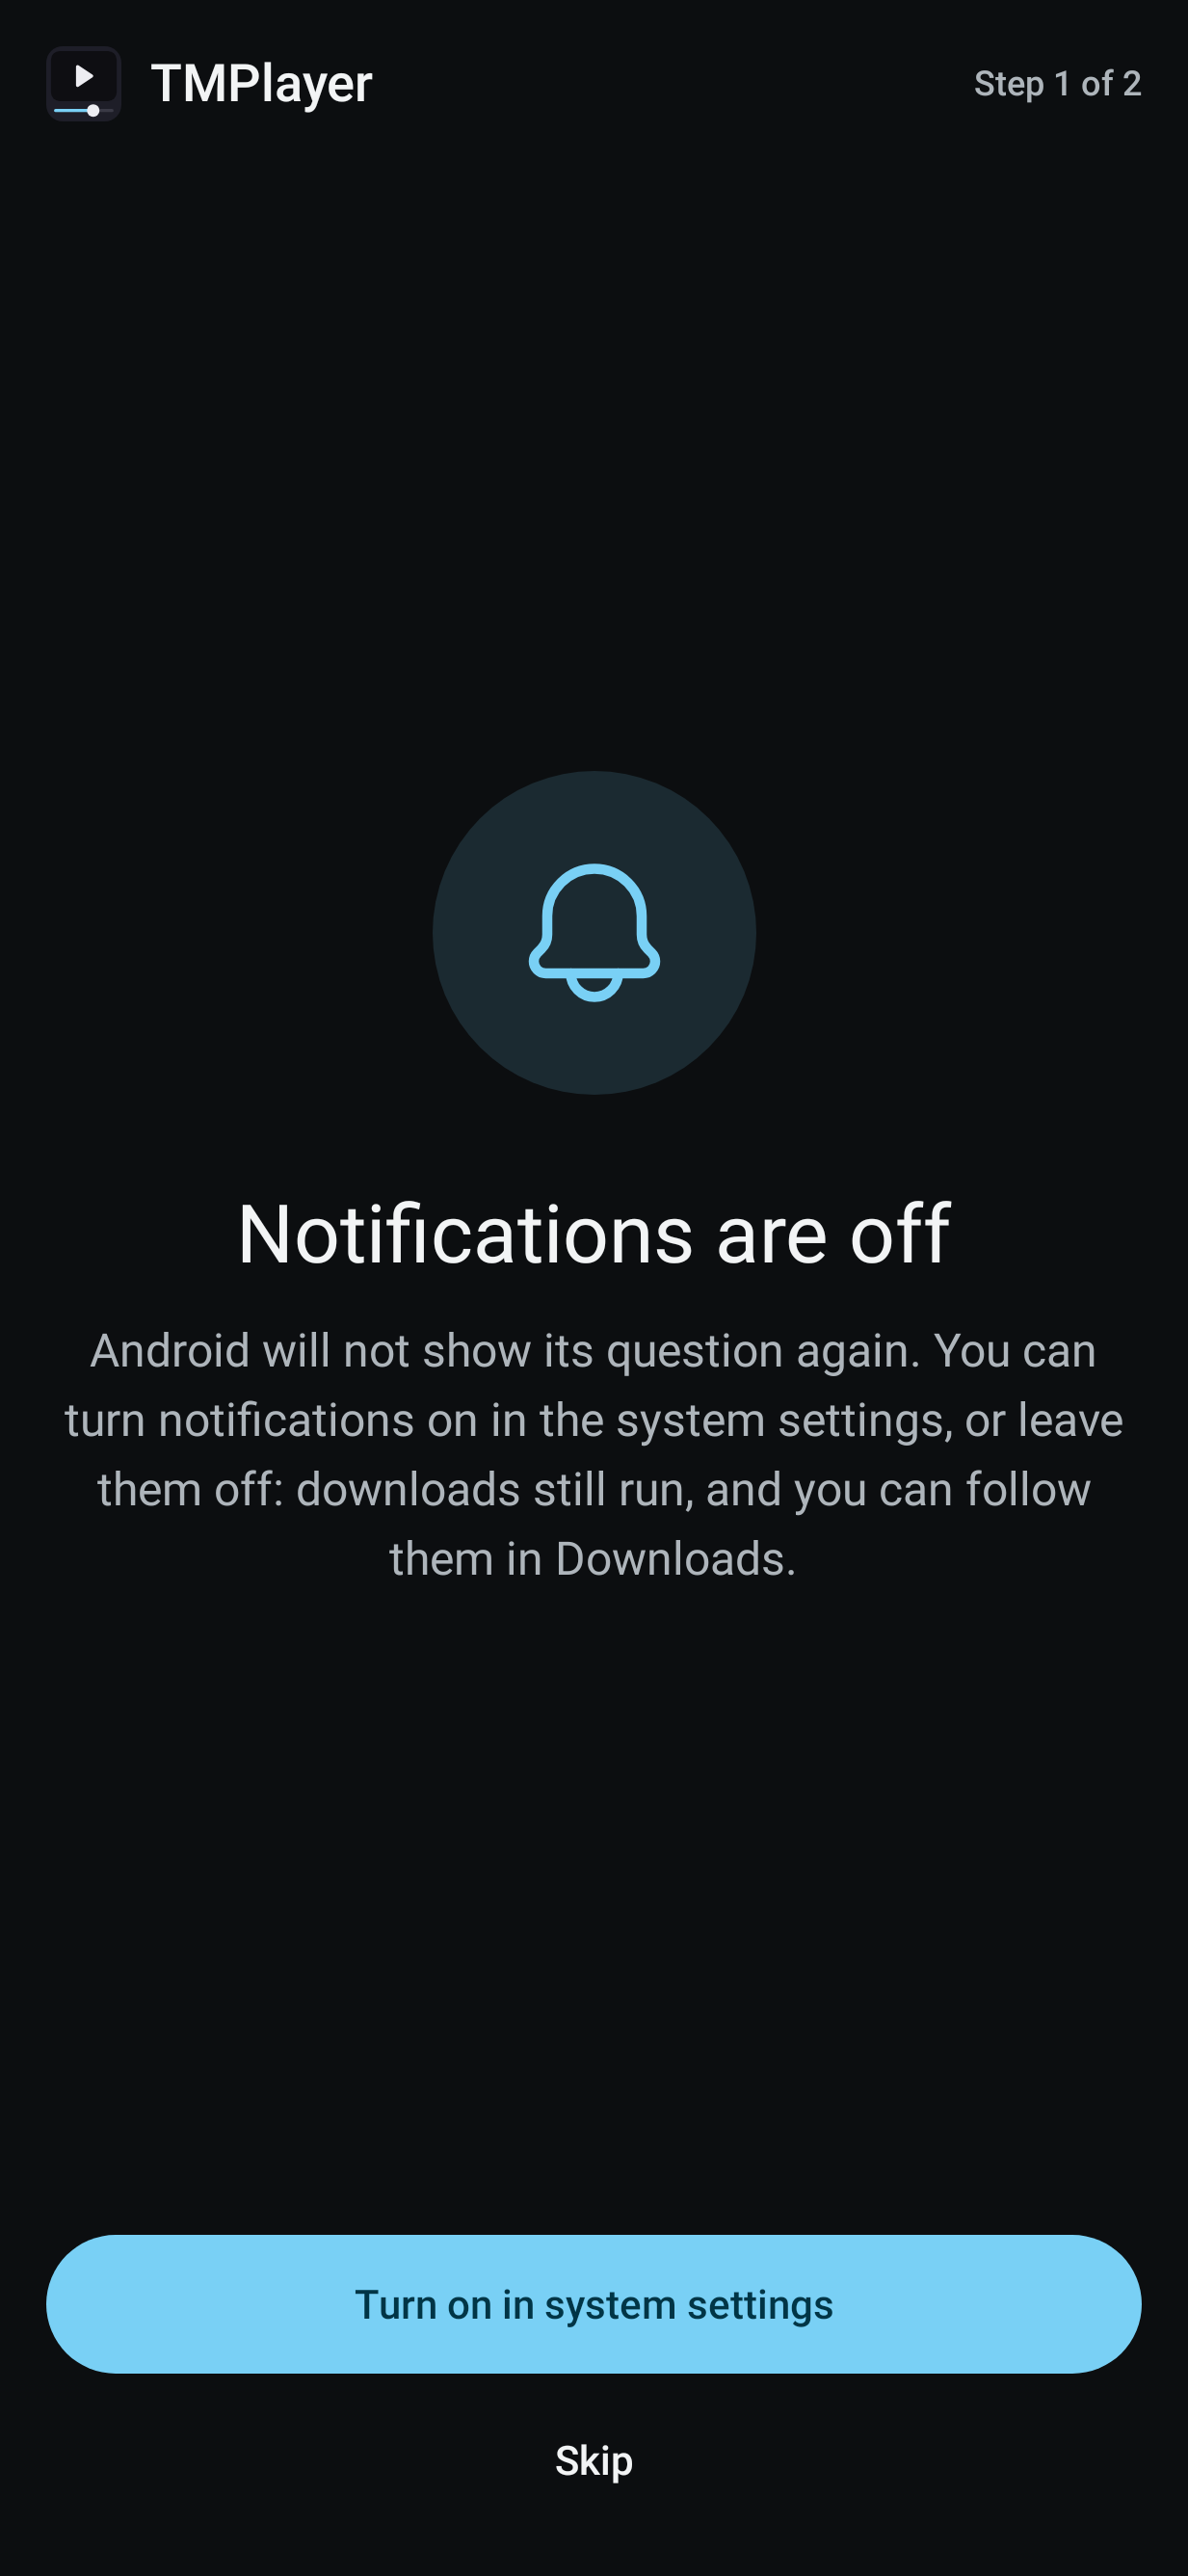 TMPlayer
Step 1 of 2
Notifications are off
Android will not show its question again. You can
turn notifications on in the system settings, or leave
them off: downloads still run, and you can follow
them in Downloads.
Turn on in system settings
Skip